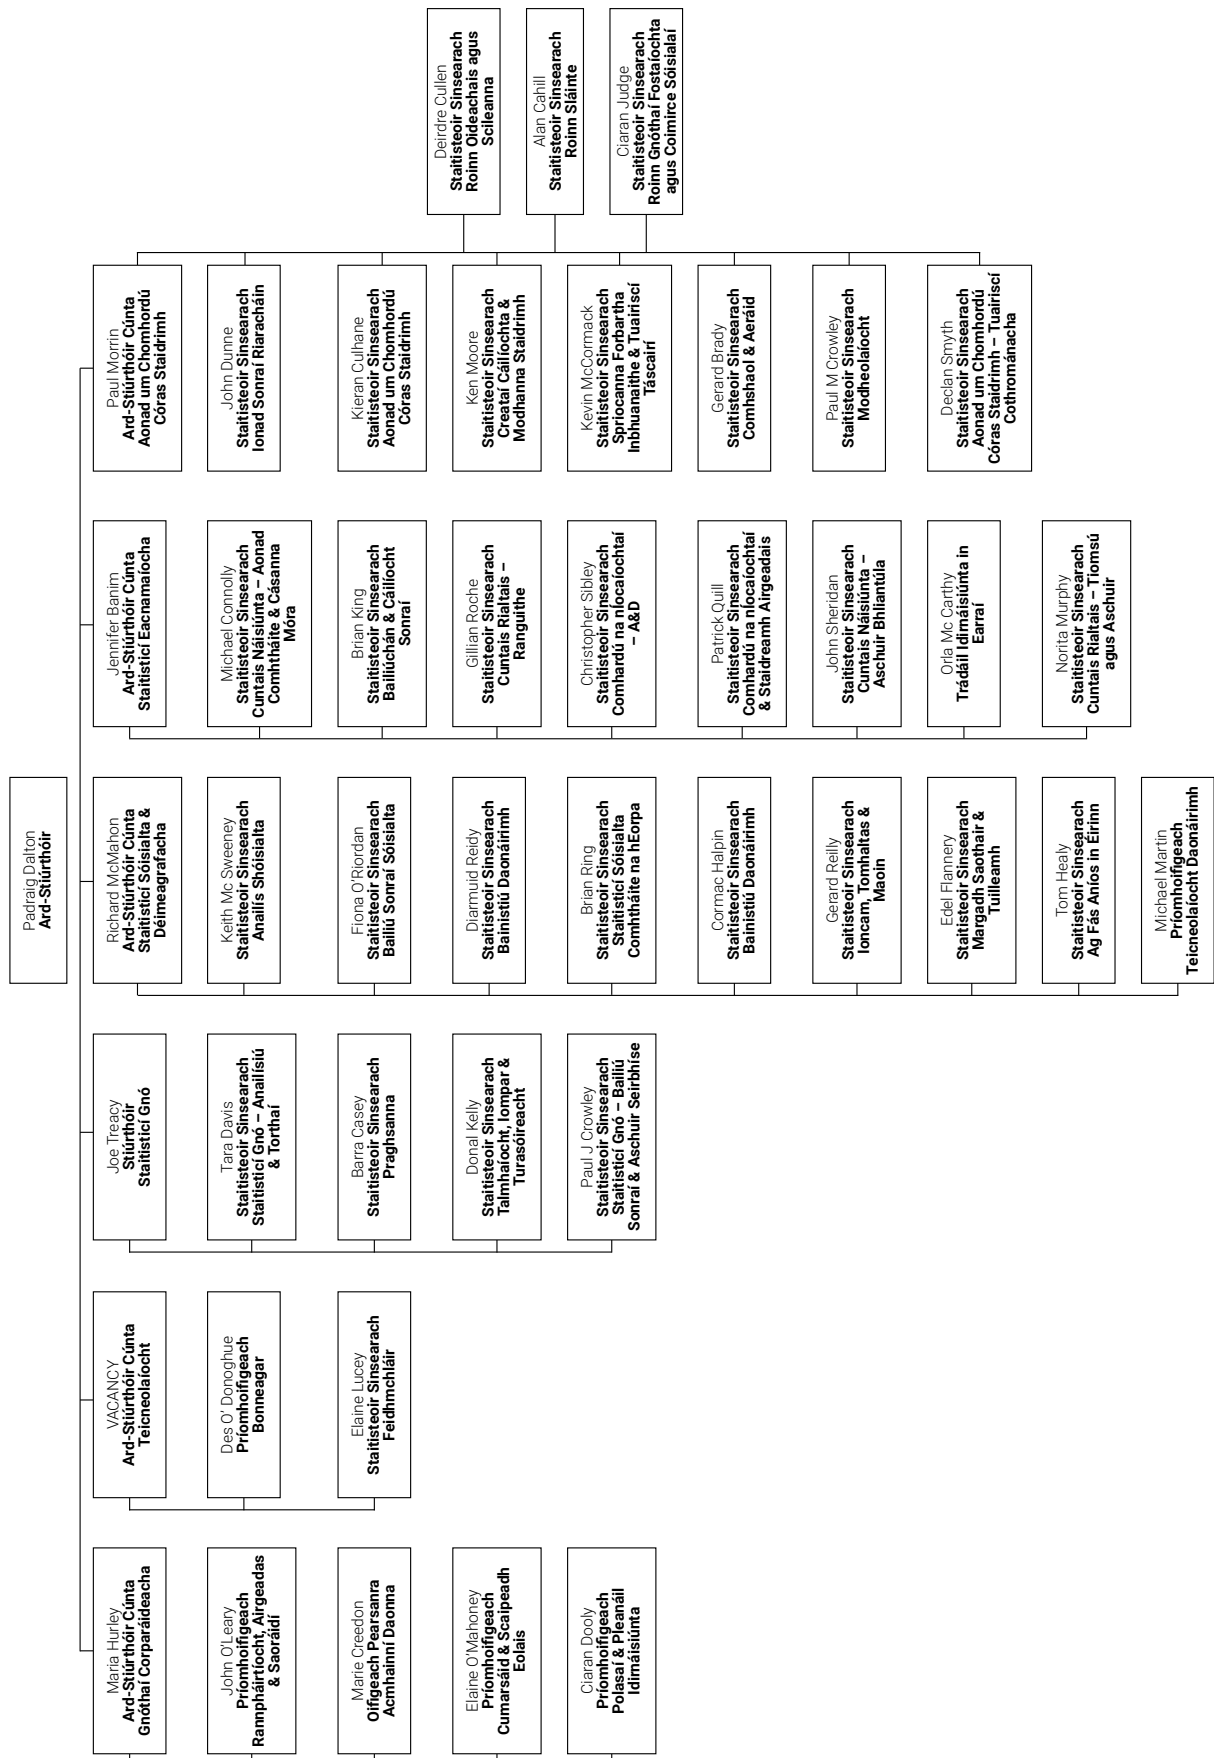 Padraig Dalton
Ard-Stiúrthóir
Maria Hurley
Ard-Stiúrthóir Cúnta
Gnóthaí Corparáideacha
John O'Leary
Príomhoifigeach
Rannpháirtíocht, Airgeadas
& Saoráidí
Marie Creedon
Oifigeach Pearsanra
Acmhainní Daonna
Elaine O'Mahoney
Príomhoifigeach
Cumarsáid & Scaipeadh
Eolais
Ciaran Dooly
Príomhoifigeach
Polasaí & Pleanáil
Idimáisiúnta
VACANCY
Ard-Stiúrthóir Cúnta
Teicneolaíocht
Des O' Donoghue
Príomhoifigeach
Bonneagar
Elaine Lucey
Staitisteoir Sinsearach
Feidhmchláir
Joe Treacy
Stiúrthóir
Staitisticí Gnó
Tara Davis
Staitisteoir Sinsearach
Staitisticí Gnó – Anailísiú
& Torthaí
Barra Casey
Staitisteoir Sinsearach
Praghsanna
Donal Kelly
Staitisteoir Sinsearach
Talmhaíocht, Iompar &
Turasóireacht
Paul J Crowley
Staitisteoir Sinsearach
Staitisticí Gnó – Bailiú
Sonraí & Aschuir Seirbhíse
Richard McMahon
Ard-Stiúrthóir Cúnta
Staitisticí Sóisialta &
Déimeagrafacha
Keith Mc Sweeney
Staitisteoir Sinsearach
Anailís Shóisialta
Fiona O'Riordan
Staitisteoir Sinsearach
Bailiú Sonraí Sóisialta
Diarmuid Reidy
Staitisteoir Sinsearach
Bainistiú Daonáirimh
Brian Ring
Staitisteoir Sinsearach
Staitisticí Sóisialta
Comhtháite na hEorpa
Cormac Halpin
Staitisteoir Sinsearach
Bainistiú Donáirimh
Gerard Reilly
Staitisteoir Sinsearach
Ioncam, Tomhaltas &
Maoin
Edel Flannery
Staitisteoir Sinsearach
Margadh Saothair &
Tuilleamh
Tom Healy
Staitisteoir Sinsearach
Ag Fás Aníos in Éirinn
Michael Martin
Príomhoifigeach
Teicneolaíocht Daonáirimh
Jennifer Banim
Ard-Stiúrthóir Cúnta
Staitisticí Eacnamaíocha
Michael Connolly
Staitisteoir Sinsearach
Cuntais Náisiúnta – Aonad
Comhtháite & Cásanna
Móra
Brian King
Staitisteoir Sinsearach
Bailiúchán & Cáilíocht
Sonraí
Gillian Roche
Staitisteoir Sinsearach
Cuntais Rialtais –
Ranguithe
Christopher Sibley
Staitisteoir Sinsearach
Comhardú na nÍocaíochtaí
– A&D
Patrick Quill
Staitisteoir Sinsearach
Comhardú na nÍocaíochtaí
& Staidreamh Airgeadais
John Sheridan
Staitisteoir Sinsearach
Cuntais Náisiúnta –
Aschuir Bhliantúla
Orla Mc Carthy
Trádáil Idimáisiúnta in
Earraí
Norita Murphy
Staitisteoir Sinsearach
Cuntais Rialtais – Tiomsú
agus Aschuir
Paul Morrin
Ard-Stiúrthóir Cúnta
Aonad um Chomhordú
Córas Staidrimh
John Dunne
Staitisteoir Sinsearach
Ionad Sonraí Riaracháin
Kieran Culhane
Staitisteoir Sinsearach
Aonad um Chomhordú
Córas Staidrimh
Ken Moore
Staitisteoir Sinsearach
Creataí Cáilíochta &
Modhanna Staidrimh
Kevin McCormack
Staitisteoir Sinsearach
Spriocanna Forbartha
Inbhuanaithe & Tuairiscí
Táscairí
Gerard Brady
Staitisteoir Sinsearach
Comhshaol & Aeráid
Paul M Crowley
Staitisteoir Sinsearach
Modheolaíocht
Declan Smyth
Staitisteoir Sinsearach
Aonad um Chomhordú
Córas Staidrimh – Tuairiscí
Cothrománacha
Deirdre Cullen
Staitisteoir Sinsearach
Roinn Oideachais agus
Scileanna
Alan Cahill
Staitisteoir Sinsearach
Roinn Sláinte
Ciaran Judge
Staitisteoir Sinsearach
Roinn Gnóthaí Fostaíochta
agus Coimirce Sóisialaí